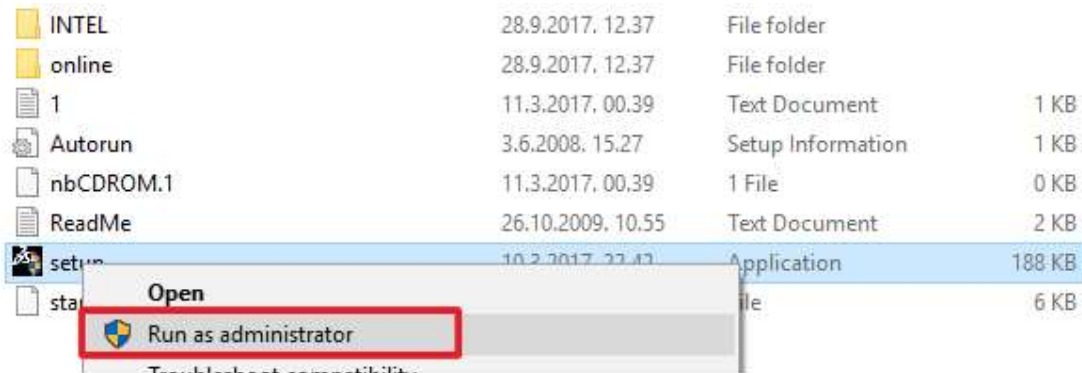 INTEL 28.9.2017. 12.37 File folder
online 28.9.2017. 12.37 File folder
1 11.3.2017. 00.39 Text Document 1 KB
Autorun 3.6.2008. 15.27 Setup Information 1 KB
nbCDROM.1 11.3.2017. 00.39 1 File 0 KB
ReadMe 26.10.2009. 10.55 Text Document 2 KB
setup Application 188 KB
Open 6 KB
Run as administrator
Troubleshoot compatibility